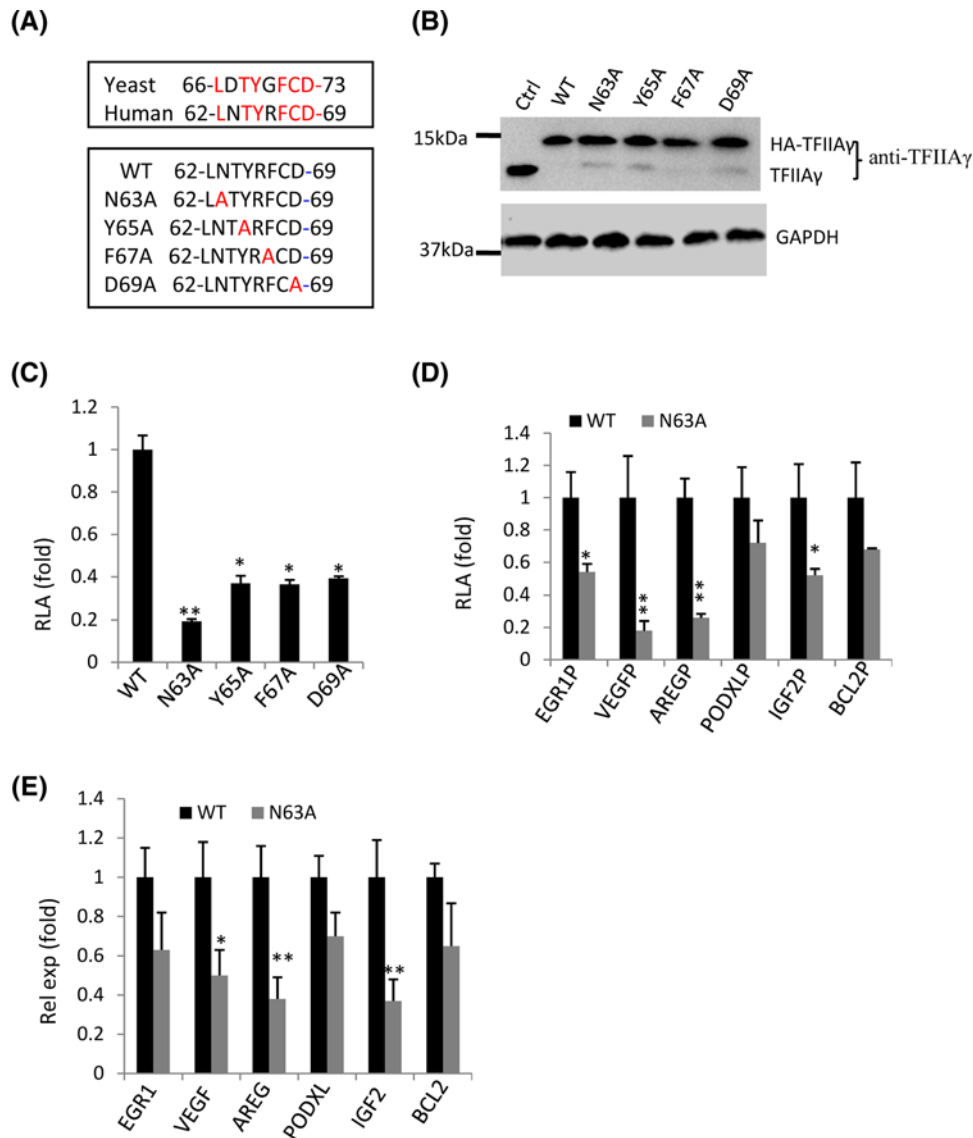 (A)
Yeast 66-LDTYGFCD-73
Human 62-LNTYRFCD-69
WT 62-LNTYRFCD-69
N63A 62-LATYRFCD-69
Y65A 62-LNTARFCD-69
F67A 62-LNTYRACD-69
D69A 62-LNTYRFCA-69
(B)
Ctrl WT N63A Y65A F67A D69A
15kDa
HA-TFIIAγ
TFIIAγ
anti-TFIIAγ
37kDa
GAPDH
(C)
RLA (fold)
1.2
1
0.8
0.6
0.4
0.2
0
** * * *
WT N63A Y65A F67A D69A
(D)
WT N63A
RLA (fold)
1.4
1.2
1
0.8
0.6
0.4
0.2
0
* ** ** *
EGR1P VEGFP AREGP PODXLP IGF2P BCL2P
(E)
WT N63A
Rel exp (fold)
1.4
1.2
1
0.8
0.6
0.4
0.2
0
* ** **
EGR1 VEGF AREG PODXL IGF2 BCL2